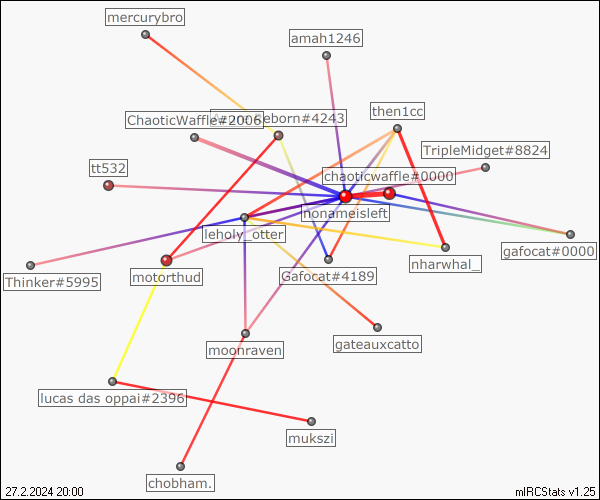 mercurybro
amah1246
ChaoticWaffle#2006
eborn#4243
then1cc
TripleMidget#8824
tt532
chaoticwaffle#0000
nonameisleft
leholy_otter
gafocat#0000
nharwhal_
Thinker#5995
motorthud
Gafocat#4189
moonraven
gateauxcatto
lucas das oppai#2396
mukszi
chobham.
27.2.2024 20:00
mIRCStats v1.25